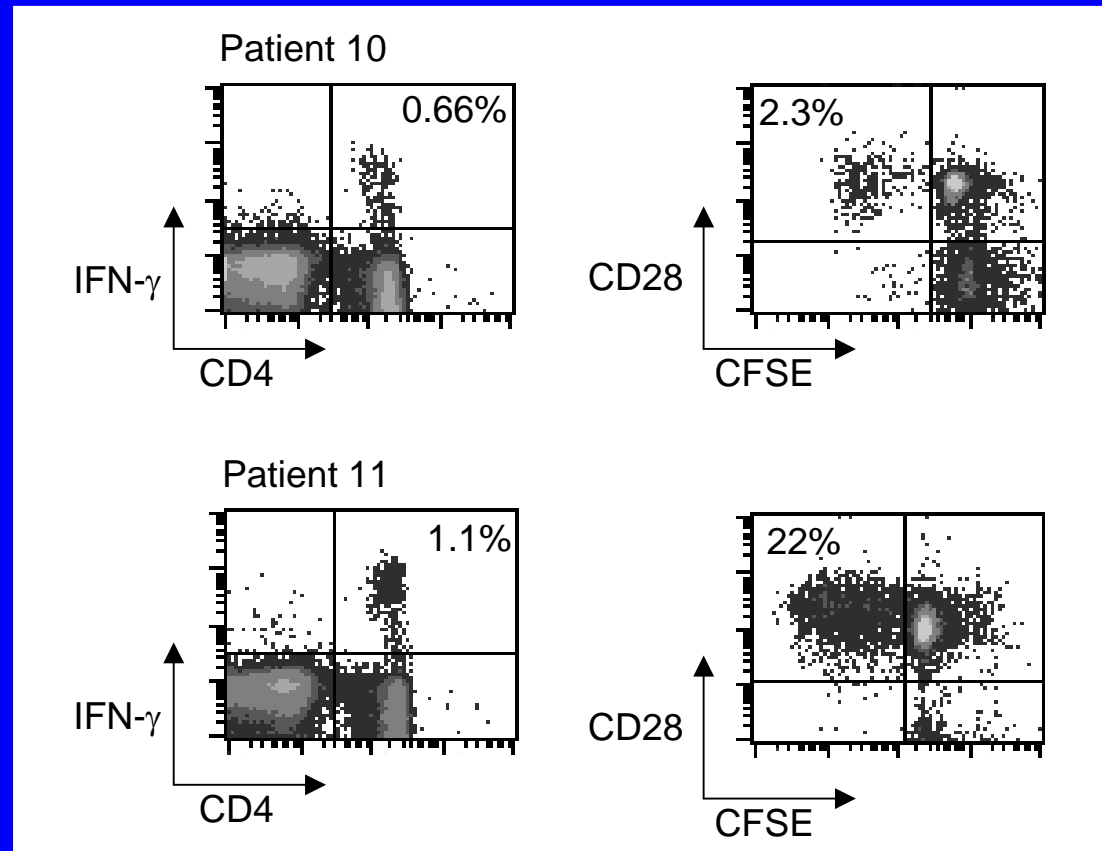 Patient 10
0.66%
2.3%
IFN-γ
CD28
CD4
CFSE
Patient 11
1.1%
22%
IFN-γ
CD28
CD4
CFSE